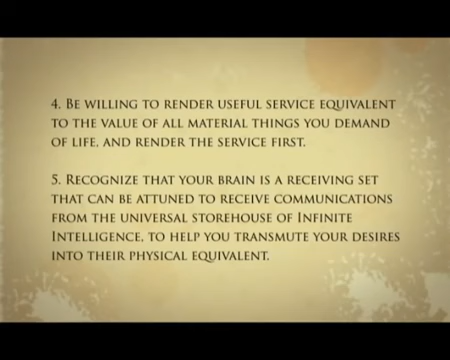 4. Be willing to render useful service equivalent
to the value of all material things you demand
of life, and render the service first.
5. Recognize that your brain is a receiving set
that can be attuned to receive communications
from the universal storehouse of Infinite
Intelligence, to help you transmute your desires
into their physical equivalent.